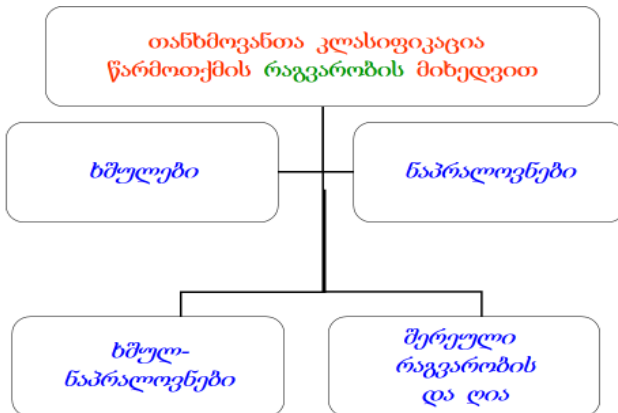 თანხმოვანთა კლასიფიკაცია
წარმოთქმის რაგვარობის მიხედვით
ხშულები
ნაპრალოვნები
ხშულ-
ნაპრალოვნები
შერეული
რაგვარობის
და ღია